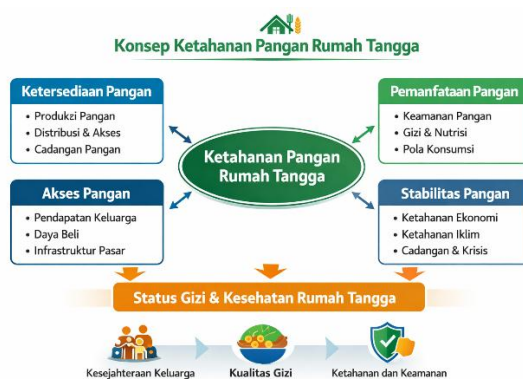 Konsep Ketahanan Pangan Rumah Tangga
Ketersediaan Pangan
• Produkzi Pangan
• Distribusi & Akses
• Cadangan Pangan
Pemanfataan Pangan
• Keamanan Pangan
• Gizi & Nutrisi
• Pola Konsumsi
Ketahanan Pangan
Rumah Tangga
Akses Pangan
• Pendapatan Keluarga
• Daya Beli
• Infrastruktur Pasar
Stabilitas Pangan
• Ketahanan Ekonomi
• Ketahanan Iklim
• Cadangan & Krisis
Status Gizi & Kesehatan Rumah Tangga
Kesejahteraan Keluarga
Kualitas Gizi
Ketahanan dan Keamanan